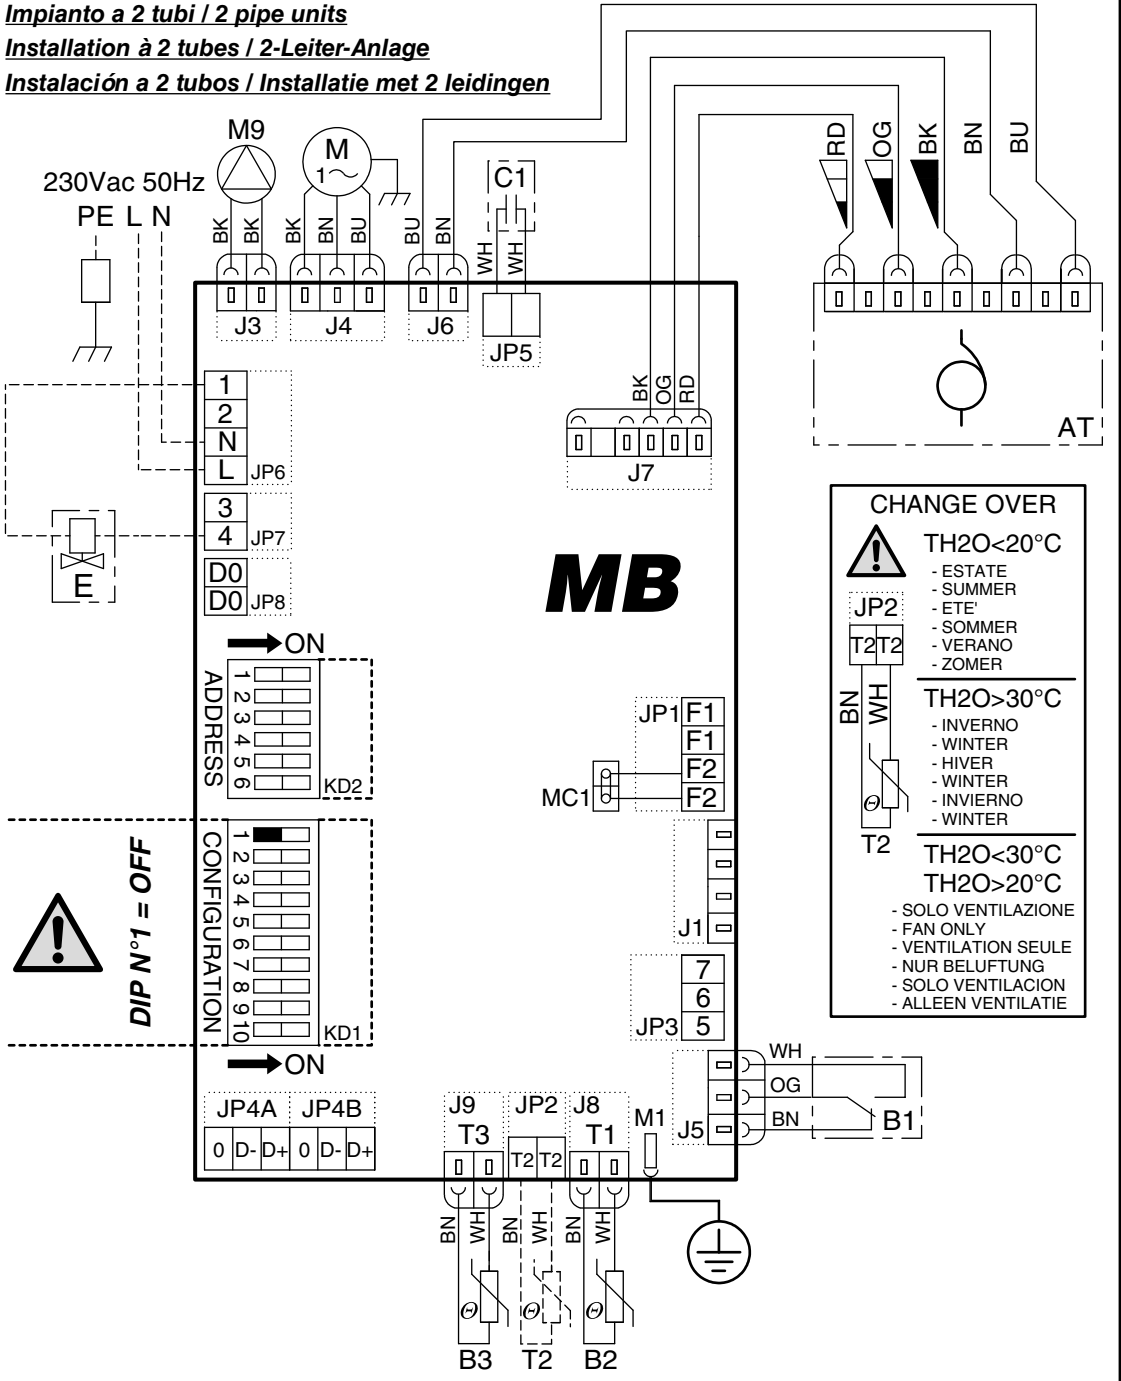 Impianto a 2 tubi / 2 pipe units
Installation à 2 tubes / 2-Leiter-Anlage
Instalación a 2 tubos / Installatie met 2 leidingen
M9
M
1~
230Vac 50Hz
PE L N
C1
BK BK
BK BN BU
BU BN
WH WH
RD OG BK BN BU
J3
J4
J6
JP5
BK OG RD
J7
AT
1
2
N
L JP6
3
4 JP7
E
D0
D0 JP8
MB
ON
ADDRESS
1
2
3
4
5
6
KD2
DIP N°1 = OFF
CONFIGURATION
1
2
3
4
5
6
7
8
9
10
KD1
ON
JP1 F1
F1
F2
F2
MC1
J1
7
6
JP3 5
J5
WH
OG
BN
B1
CHANGE OVER
TH2O<20°C
- ESTATE
- SUMMER
- ETE'
- SOMMER
- VERANO
- ZOMER
JP2
T2 T2
BN WH
Θ
T2
TH2O>30°C
- INVERNO
- WINTER
- HIVER
- WINTER
- INVIERNO
- WINTER
TH2O<30°C
TH2O>20°C
- SOLO VENTILAZIONE
- FAN ONLY
- VENTILATION SEULE
- NUR BELUFTUNG
- SOLO VENTILACION
- ALLEEN VENTILATIE
JP4A JP4B
0 D- D+ 0 D- D+
J9 JP2 J8
T3 T2 T2 T1
M1
BN WH BN WH BN WH
Θ Θ Θ
B3 T2 B2